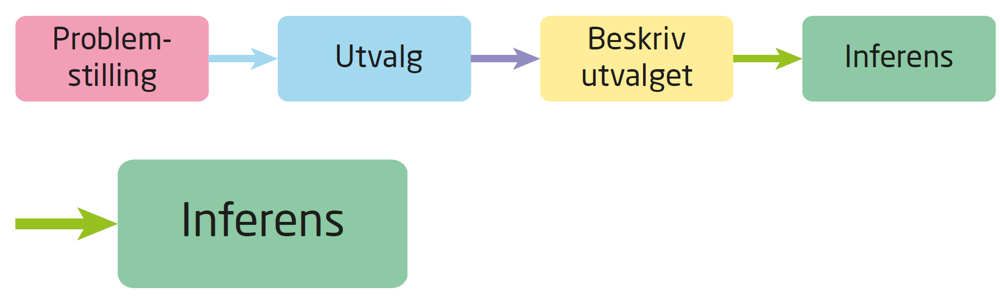 Problem-
stilling
Utvalg
Beskriv
utvalget
Inferens
Inferens